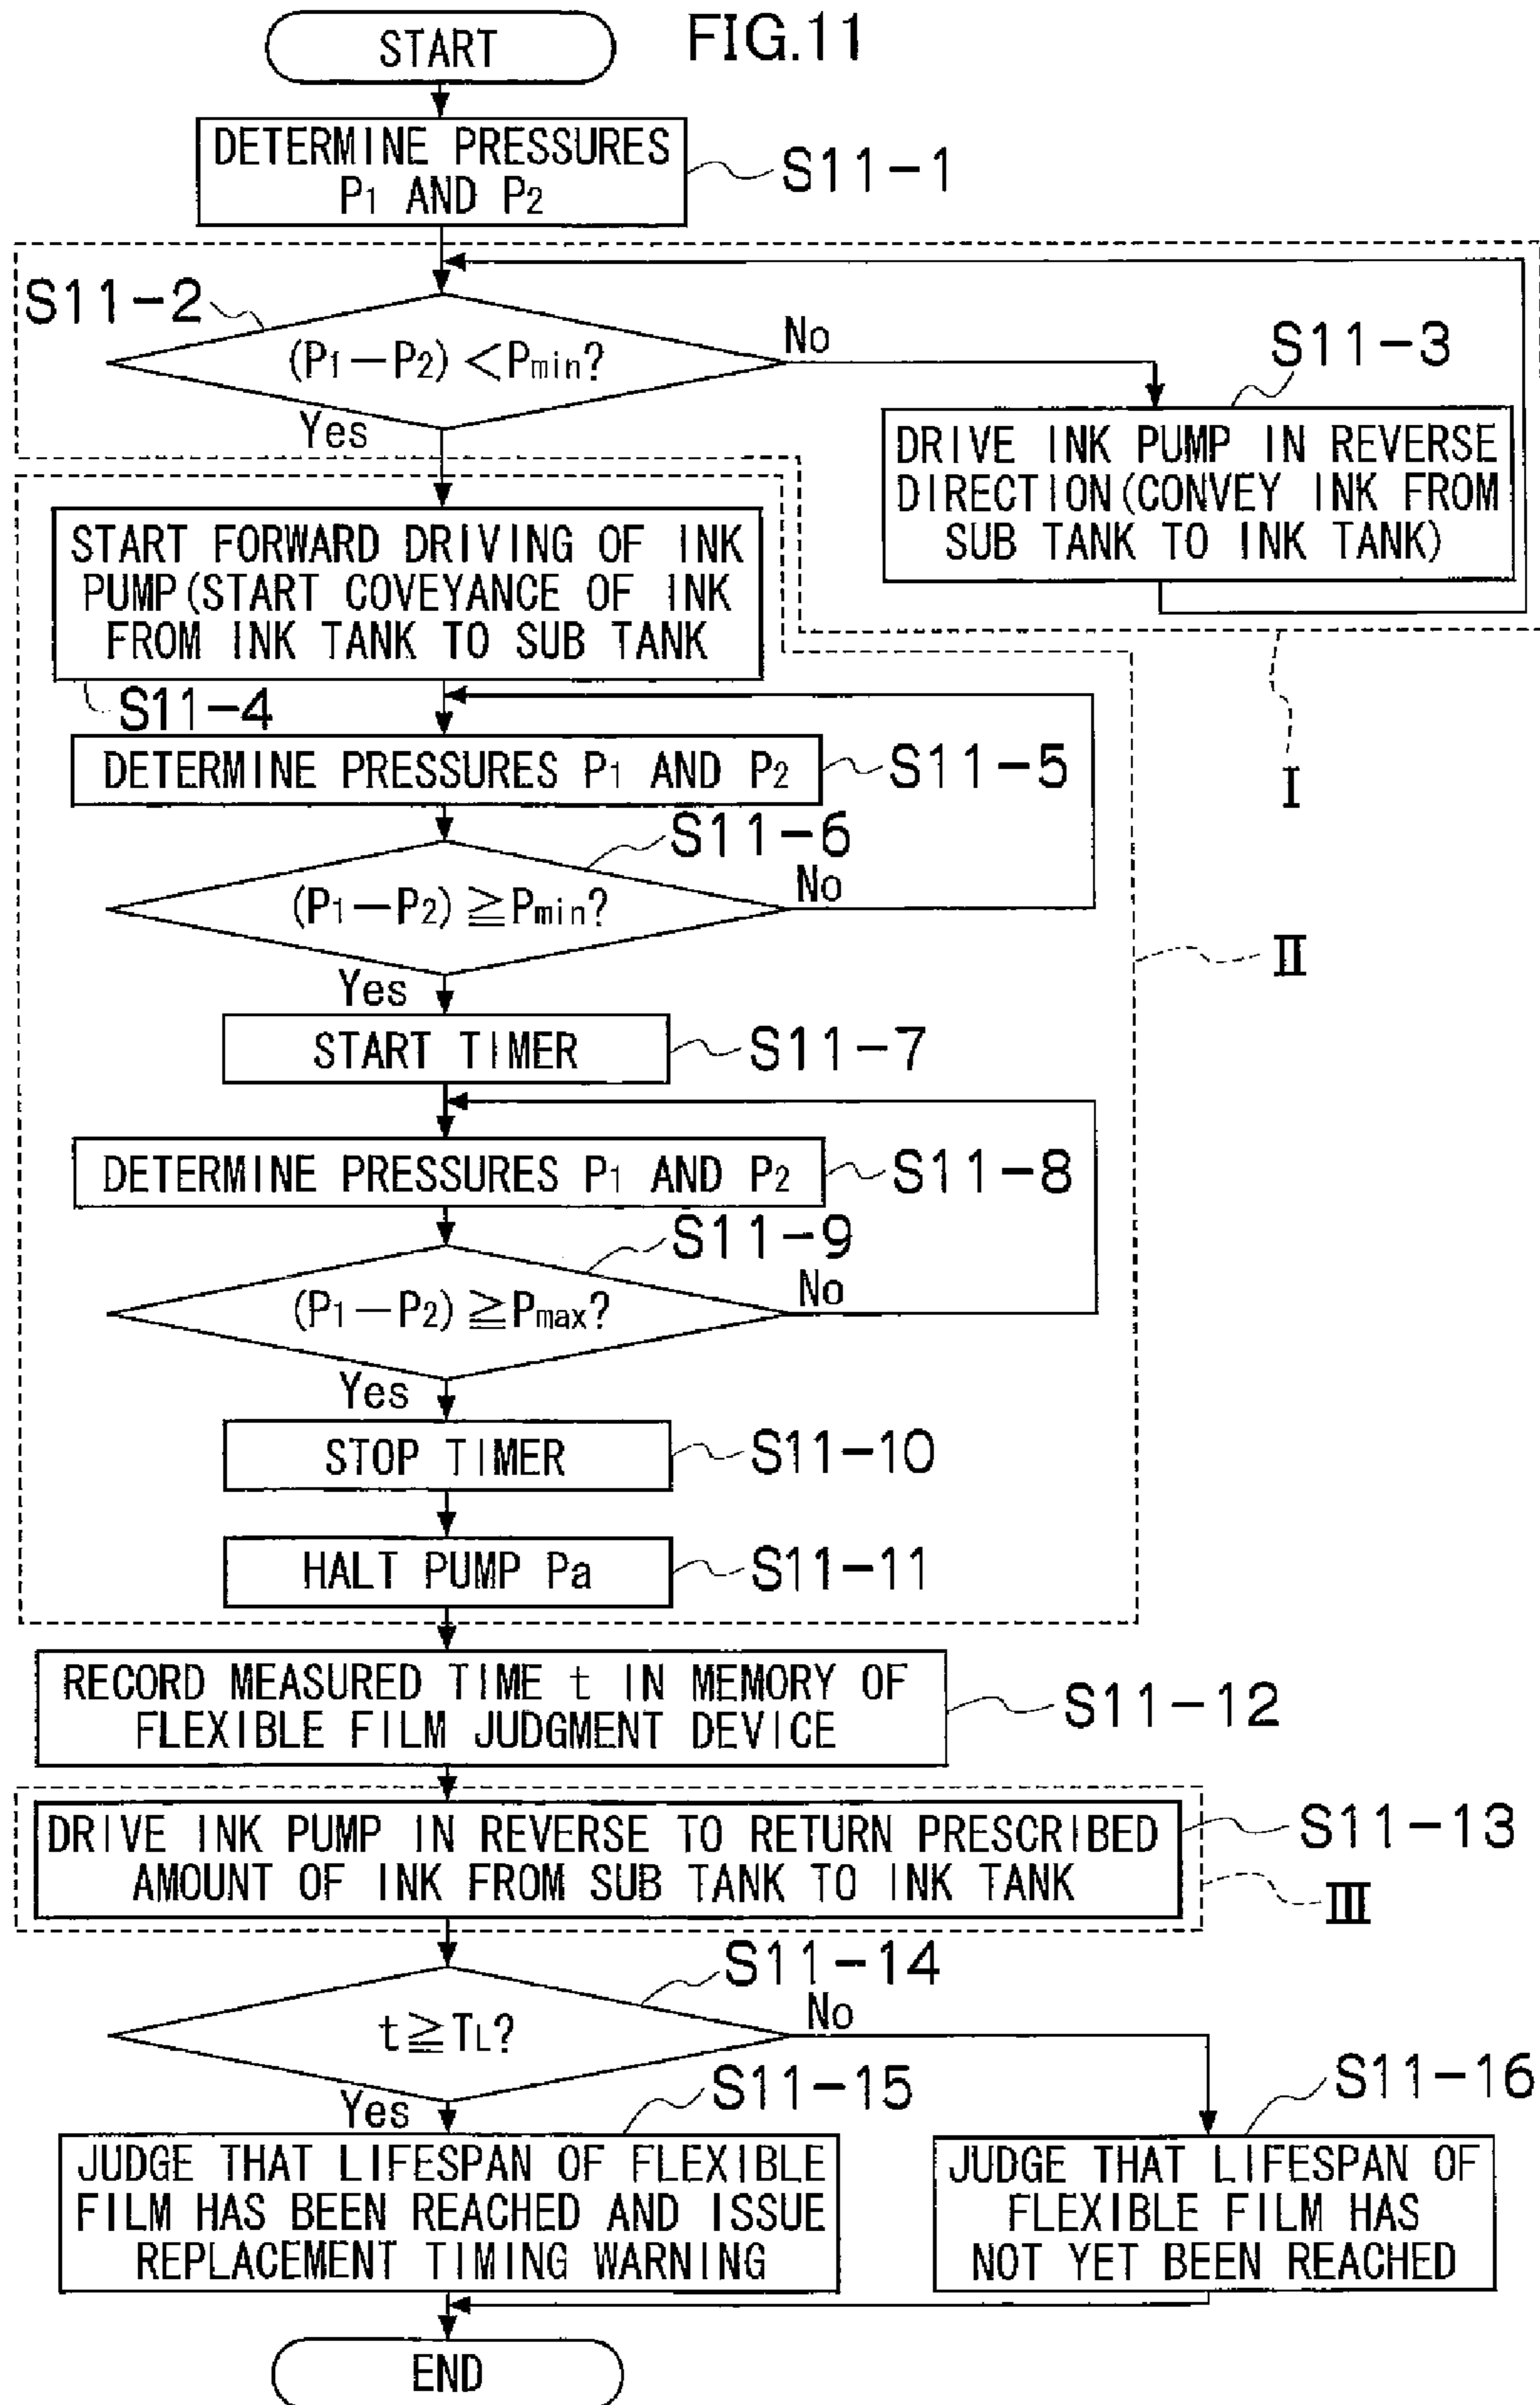 FIG.11
START
DETERMINE PRESSURES
P1 AND P2
S11-1
S11-2
(P1-P2) <Pmin?
No
Yes
S11-3
DRIVE INK PUMP IN REVERSE
DIRECTION(CONVEY INK FROM
SUB TANK TO INK TANK)
I
START FORWARD DRIVING OF INK
PUMP(START COVEYANCE OF INK
FROM INK TANK TO SUB TANK
S11-4
DETERMINE PRESSURES P1 AND P2
S11-5
S11-6
(P1-P2) ≧Pmin?
No
Yes
II
START TIMER
S11-7
DETERMINE PRESSURES P1 AND P2
S11-8
S11-9
(P1-P2) ≧Pmax?
No
Yes
STOP TIMER
S11-10
HALT PUMP Pa
S11-11
RECORD MEASURED TIME t IN MEMORY OF
FLEXIBLE FILM JUDGMENT DEVICE
S11-12
DRIVE INK PUMP IN REVERSE TO RETURN PRESCRIBED
AMOUNT OF INK FROM SUB TANK TO INK TANK
S11-13
III
S11-14
t≧TL?
No
Yes
S11-15
JUDGE THAT LIFESPAN OF FLEXIBLE
FILM HAS BEEN REACHED AND ISSUE
REPLACEMENT TIMING WARNING
S11-16
JUDGE THAT LIFESPAN OF
FLEXIBLE FILM HAS
NOT YET BEEN REACHED
END